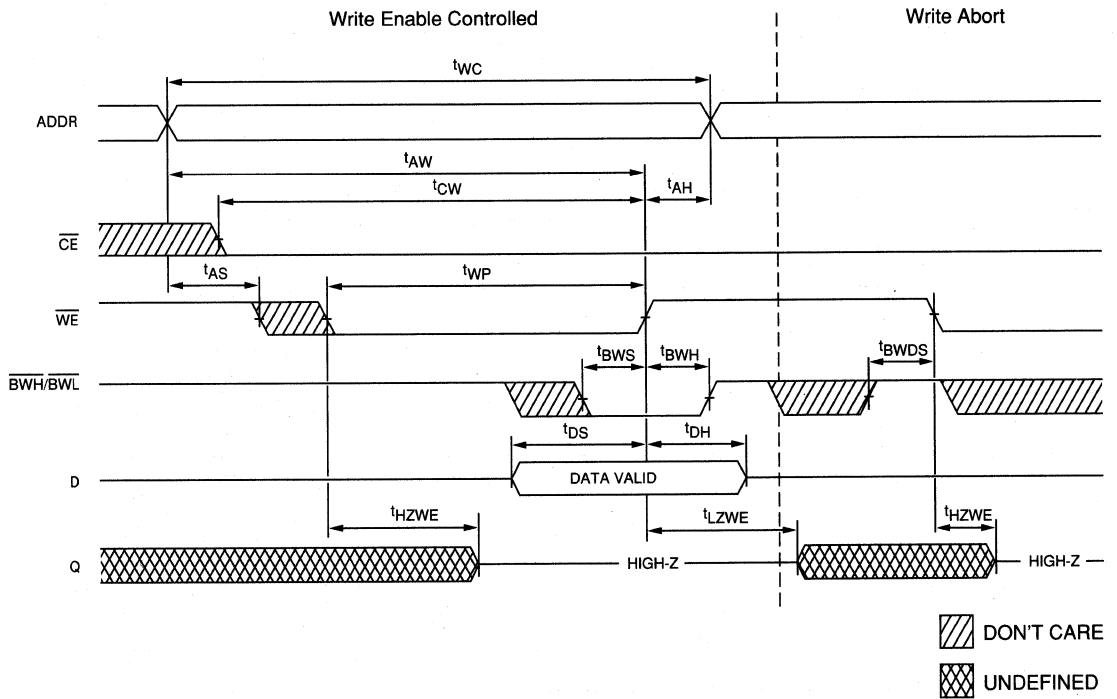 Write Enable Controlled
Write Abort
tWC
ADDR
tAW
tCW
tAH
CE
tAS
tWP
WE
tBWS
tBWH
tBWDS
BWH/BWL
tDS
tDH
D
DATA VALID
tHZWE
tLZWE
tHZWE
Q
HIGH-Z
HIGH-Z
DON'T CARE
UNDEFINED